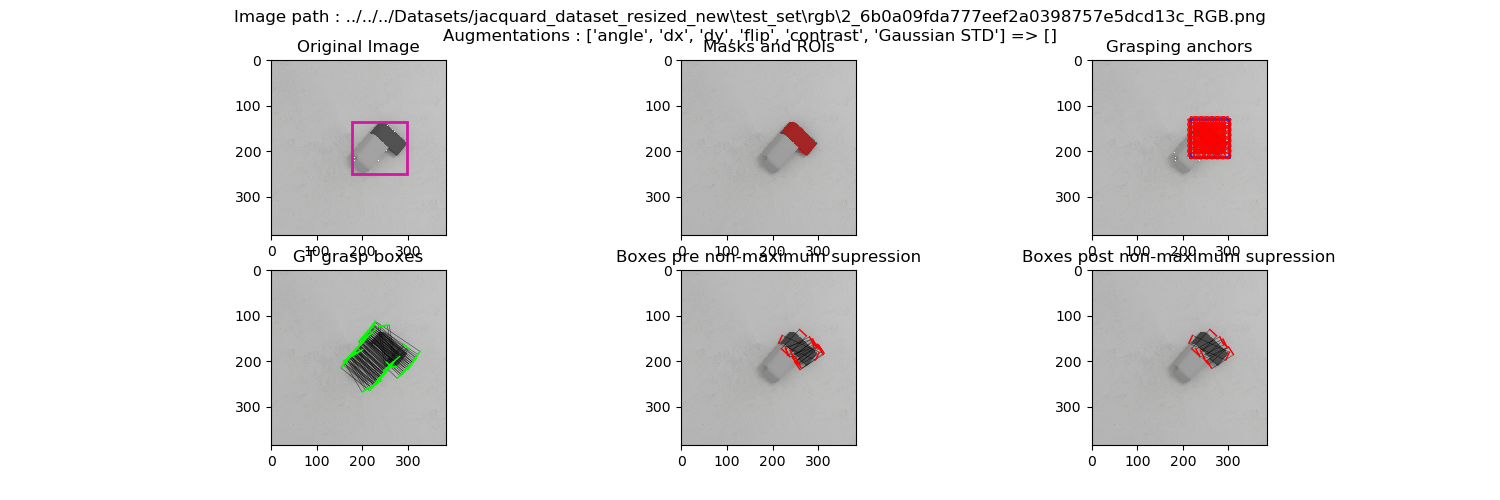 Image path : ../../../Datasets/jacquard_dataset_resized_new\test_set\rgb\2_6b0a09fda777eef2a0398757e5dcd13c_RGB.png
Augmentations : ['angle', 'dx', 'dy', 'flip', 'contrast', 'Gaussian STD'] => []
Original Image
0
100
200
300
0 100 200 300
Masks and ROIs
0
100
200
300
0 100 200 300
Grasping anchors
0
100
200
300
0 100 200 300
GT grasp boxes
0
100
200
300
0 100 200 300
Boxes pre non-maximum supression
0
100
200
300
0 100 200 300
Boxes post non-maximum supression
0
100
200
300
0 100 200 300